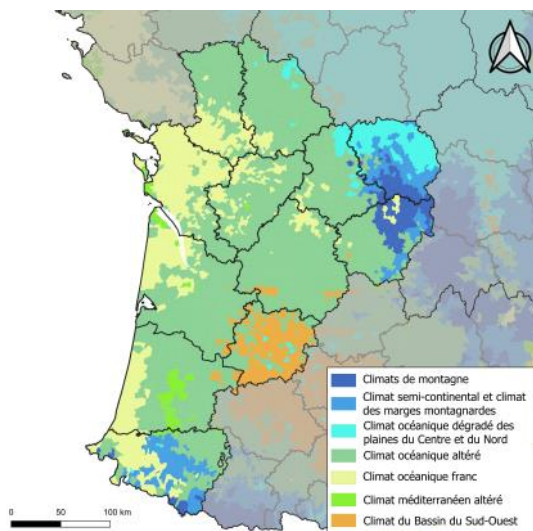 Climats de montagne
Climat semi-continental et climat
des marges montagnardes
Climat océanique dégradé des
plaines du Centre et du Nord
Climat océanique altéré
Climat océanique franc
Climat méditerranéen altéré
Climat du Bassin du Sud-Ouest
0 50 100 km